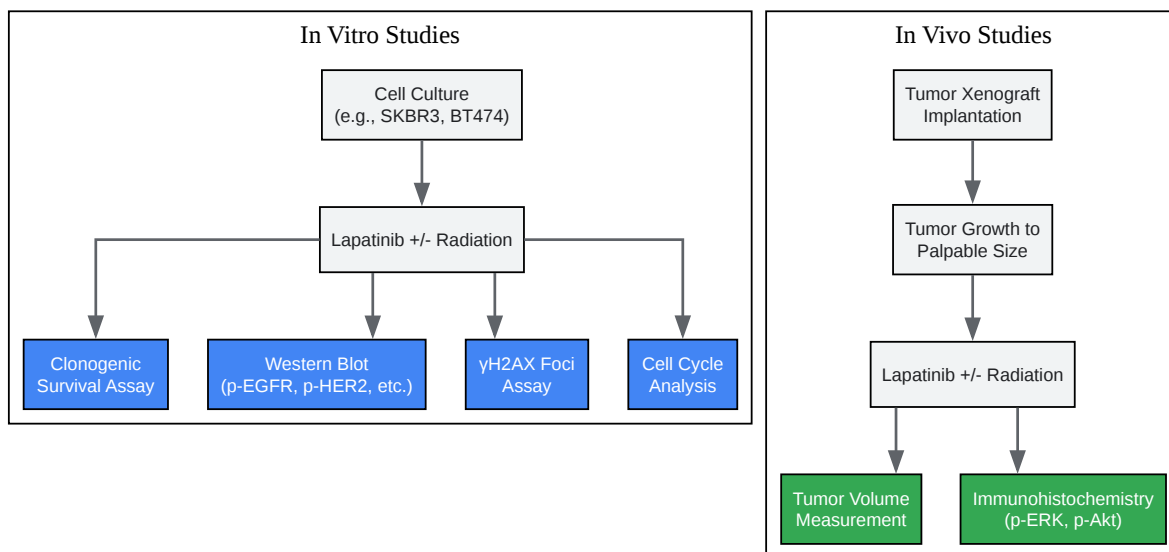 In Vitro Studies
Cell Culture
(e.g., SKBR3, BT474)
Lapatinib +/- Radiation
Clonogenic
Survival Assay
Western Blot
(p-EGFR, p-HER2, etc.)
γH2AX Foci
Assay
Cell Cycle
Analysis
In Vivo Studies
Tumor Xenograft
Implantation
Tumor Growth to
Palpable Size
Lapatinib +/- Radiation
Tumor Volume
Measurement
Immunohistochemistry
(p-ERK, p-Akt)